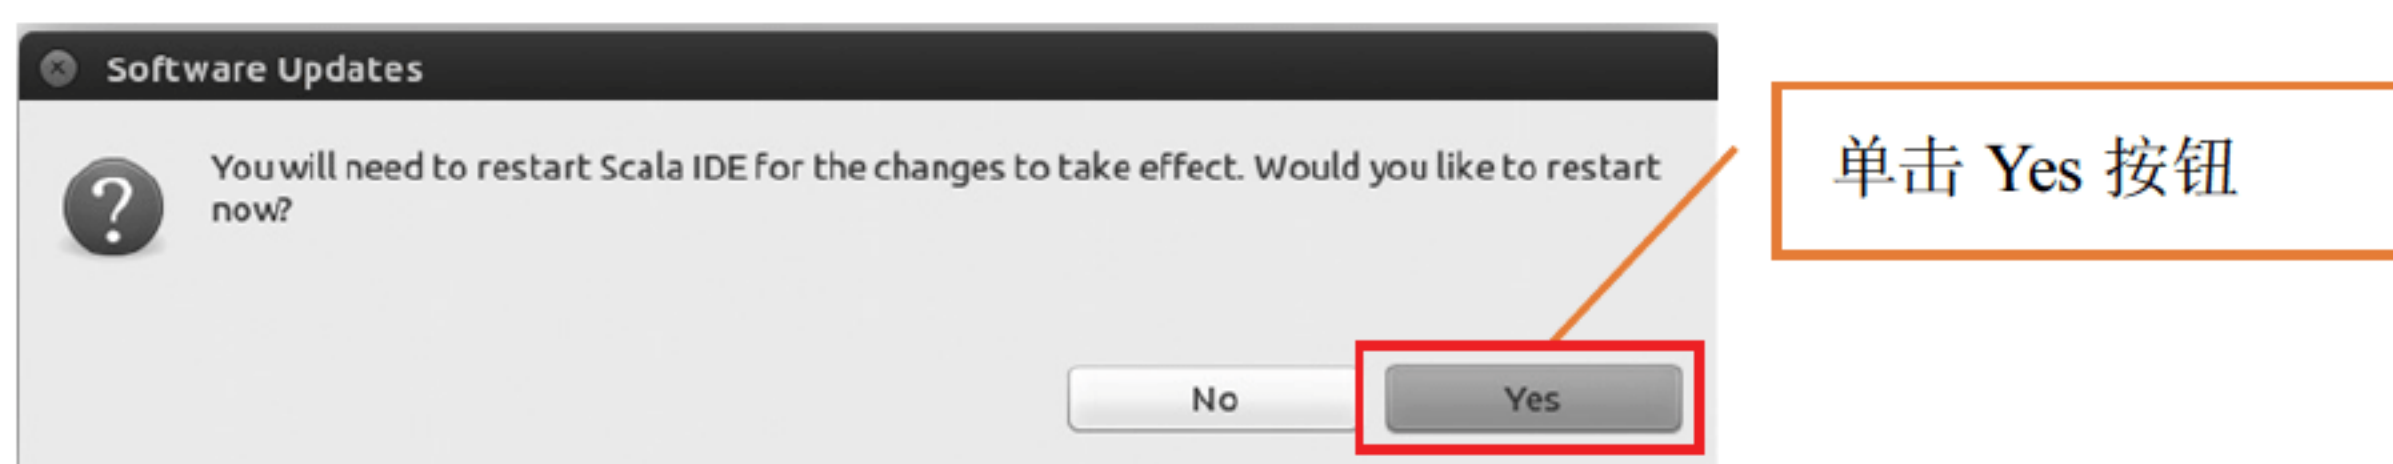 Software Updates
You will need to restart Scala IDE for the changes to take effect. Would you like to restart
now?
No
Yes
单击 Yes 按钮